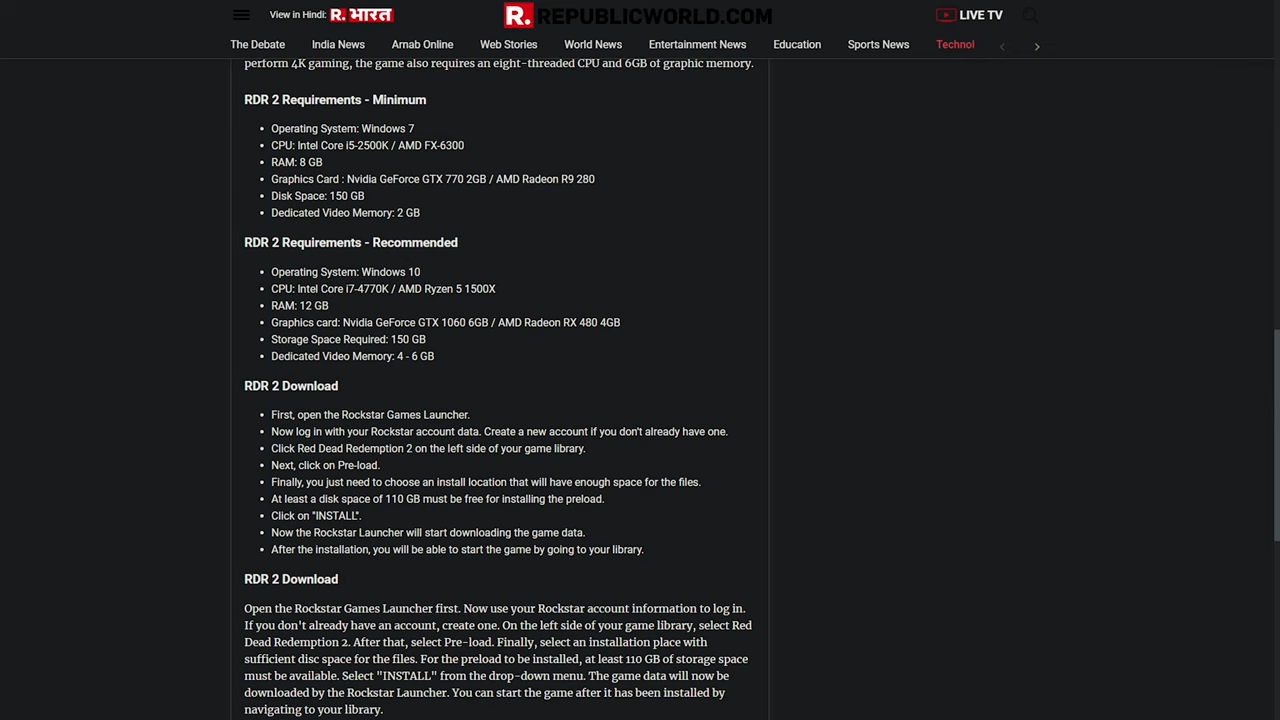 View in Hindi: R. भारत
R. REPUBLICWORLD.COM
LIVE TV
The Debate India News Arnab Online Web Stories World News Entertainment News Education Sports News Technol
perform 4K gaming, the game also requires an eight-threaded CPU and 6GB of graphic memory.
RDR 2 Requirements - Minimum
• Operating System: Windows 7
• CPU: Intel Core i5-2500K / AMD FX-6300
• RAM: 8 GB
• Graphics Card : Nvidia GeForce GTX 770 2GB / AMD Radeon R9 280
• Disk Space: 150 GB
• Dedicated Video Memory: 2 GB
RDR 2 Requirements - Recommended
• Operating System: Windows 10
• CPU: Intel Core i7-4770K / AMD Ryzen 5 1500X
• RAM: 12 GB
• Graphics card: Nvidia GeForce GTX 1060 6GB / AMD Radeon RX 480 4GB
• Storage Space Required: 150 GB
• Dedicated Video Memory: 4 - 6 GB
RDR 2 Download
• First, open the Rockstar Games Launcher.
• Now log in with your Rockstar account data. Create a new account if you don't already have one.
• Click Red Dead Redemption 2 on the left side of your game library.
• Next, click on Pre-load.
• Finally, you just need to choose an install location that will have enough space for the files.
• At least a disk space of 110 GB must be free for installing the preload.
• Click on "INSTALL".
• Now the Rockstar Launcher will start downloading the game data.
• After the installation, you will be able to start the game by going to your library.
RDR 2 Download
Open the Rockstar Games Launcher first. Now use your Rockstar account information to log in.
If you don't already have an account, create one. On the left side of your game library, select Red
Dead Redemption 2. After that, select Pre-load. Finally, select an installation place with
sufficient disc space for the files. For the preload to be installed, at least 110 GB of storage space
must be available. Select "INSTALL" from the drop-down menu. The game data will now be
downloaded by the Rockstar Launcher. You can start the game after it has been installed by
navigating to your library.